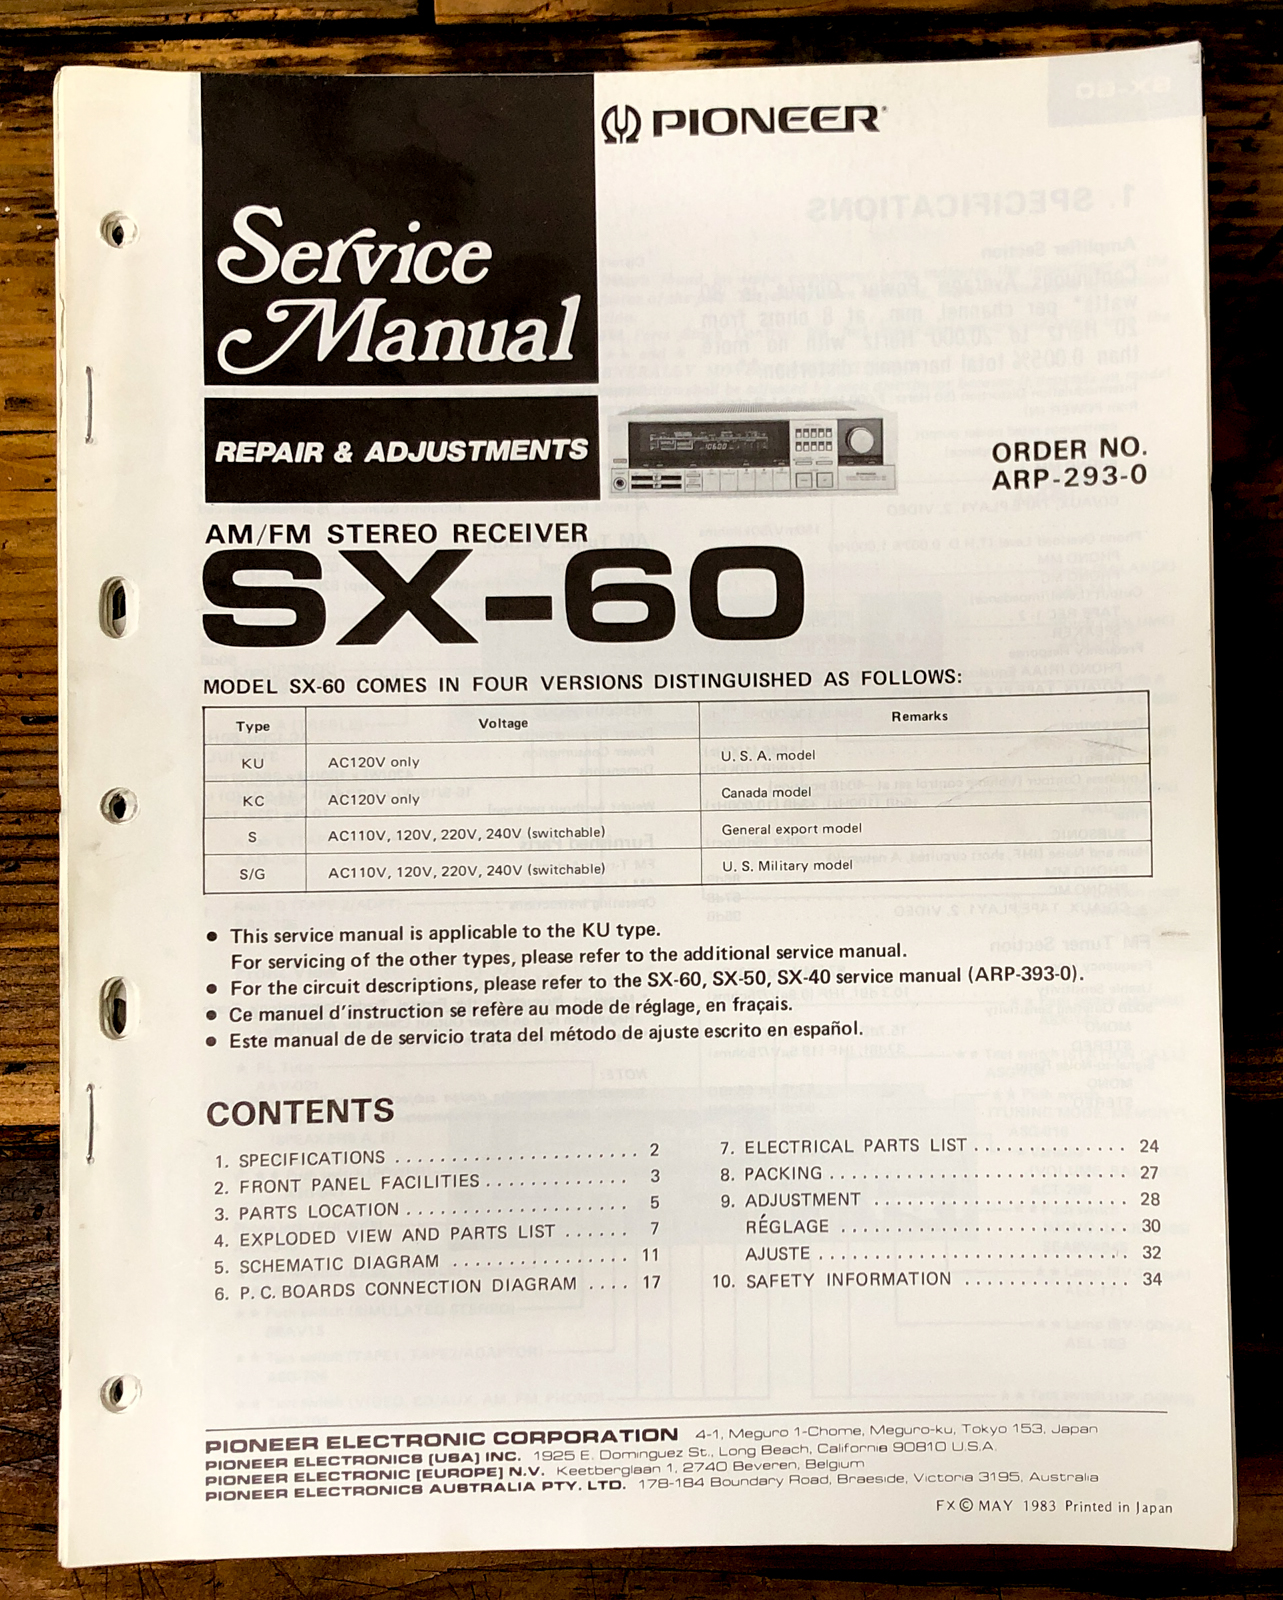 PIONEER
Service
Manual
REPAIR & ADJUSTMENTS
ORDER NO.
ARP-293-0
AM/FM STEREO RECEIVER
SX-60
MODEL SX-60 COMES IN FOUR VERSIONS DISTINGUISHED AS FOLLOWS:
Type Voltage Remarks
KU AC120V only U. S. A. model
KC AC120V only Canada model
S AC110V, 120V, 220V, 240V (switchable) General export model
S/G AC110V, 120V, 220V, 240V (switchable) U. S. Military model
● This service manual is applicable to the KU type.
For servicing of the other types, please refer to the additional service manual.
● For the circuit descriptions, please refer to the SX-60, SX-50, SX-40 service manual (ARP-393-0).
● Ce manuel d'instruction se refère au mode de réglage, en fraçais.
● Este manual de de servicio trata del método de ajuste escrito en español.
CONTENTS
1. SPECIFICATIONS ...................... 2
2. FRONT PANEL FACILITIES ............. 3
3. PARTS LOCATION .................... 5
4. EXPLODED VIEW AND PARTS LIST ...... 7
5. SCHEMATIC DIAGRAM ................ 11
6. P. C. BOARDS CONNECTION DIAGRAM .... 17
7. ELECTRICAL PARTS LIST .............. 24
8. PACKING ........................... 27
9. ADJUSTMENT ....................... 28
RÉGLAGE .......................... 30
AJUSTE ............................ 32
10. SAFETY INFORMATION ............... 34
PIONEER ELECTRONIC CORPORATION 4-1, Meguro 1-Chome, Meguro-ku, Tokyo 153, Japan
PIONEER ELECTRONICS [USA] INC. 1925 E. Dominguez St., Long Beach, California 90810 U.S.A.
PIONEER ELECTRONIC [EUROPE] N.V. Keetberglaan 1, 2740 Beveren, Belgium
PIONEER ELECTRONICS AUSTRALIA PTY. LTD. 178-184 Boundary Road, Braeside, Victoria 3195, Australia
FX © MAY 1983 Printed in Japan